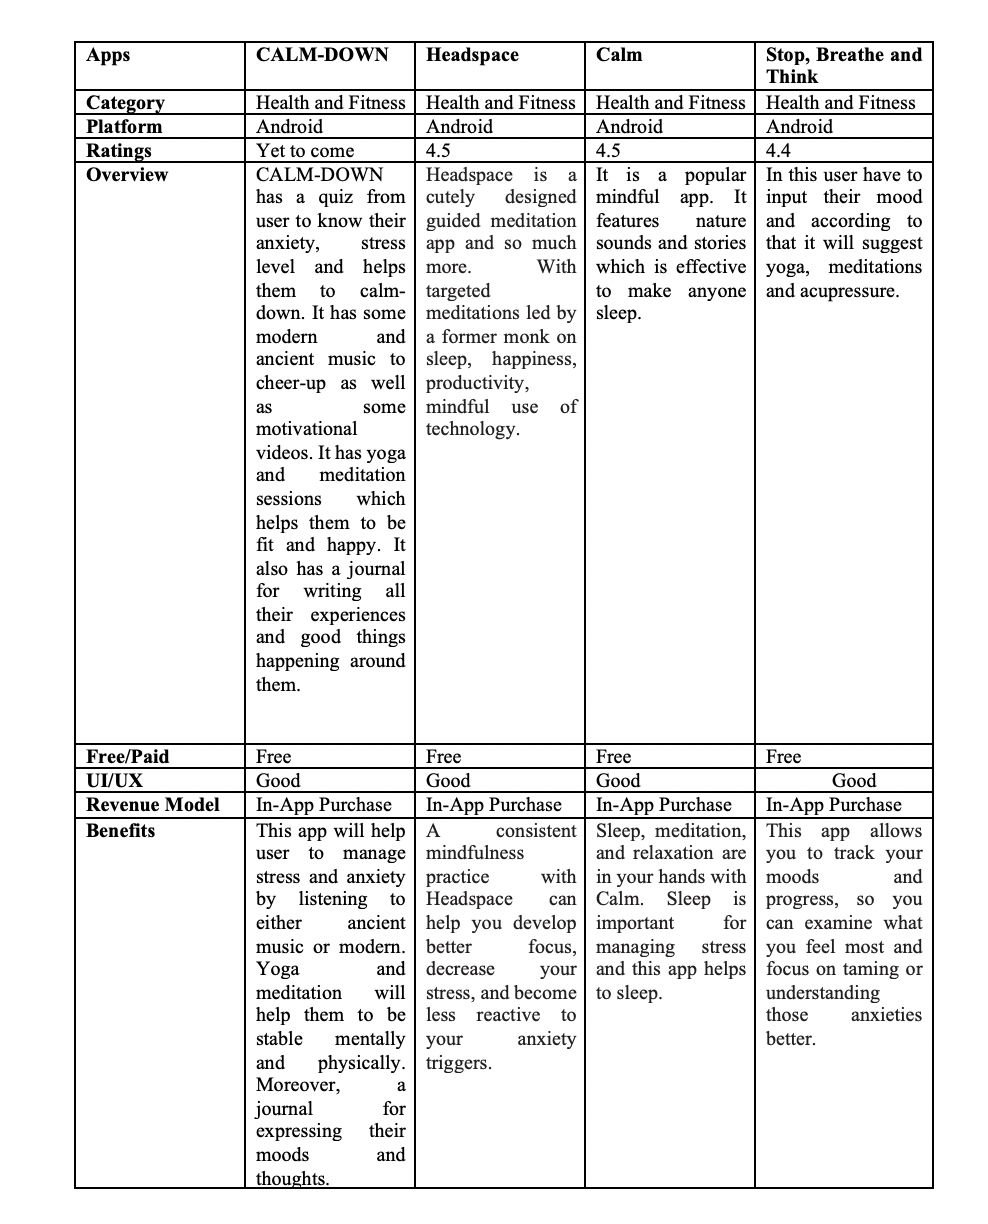 Apps
CALM-DOWN
Headspace
Calm
Stop, Breathe and
Think
Category
Health and Fitness
Health and Fitness
Health and Fitness
Health and Fitness
Platform
Android
Android
Android
Android
Ratings
Yet to come
4.5
4.5
4.4
Overview
CALM-DOWN
has a quiz from
user to know their
anxiety, stress
level and helps
them to calm-
down. It has some
modern and
ancient music to
cheer-up as well
as some
motivational
videos. It has yoga
and meditation
sessions which
helps them to be
fit and happy. It
also has a journal
for writing all
their experiences
and good things
happening around
them.
Headspace is a
cutely designed
guided meditation
app and so much
more. With
targeted
meditations led by
a former monk on
sleep, happiness,
productivity,
mindful use of
technology.
It is a popular
mindful app. It
features nature
sounds and stories
which is effective
to make anyone
sleep.
In this user have to
input their mood
and according to
that it will suggest
yoga, meditations
and acupressure.
Free/Paid
Free
Free
Free
Free
UI/UX
Good
Good
Good
Good
Revenue Model
In-App Purchase
In-App Purchase
In-App Purchase
In-App Purchase
Benefits
This app will help
user to manage
stress and anxiety
by listening to
either ancient
music or modern.
Yoga and
meditation will
help them to be
stable mentally
and physically.
Moreover, a
journal for
expressing their
moods and
thoughts.
A consistent
mindfulness
practice with
Headspace can
help you develop
better focus,
decrease your
stress, and become
less reactive to
your anxiety
triggers.
Sleep, meditation,
and relaxation are
in your hands with
Calm. Sleep is
important for
managing stress
and this app helps
to sleep.
This app allows
you to track your
moods and
progress, so you
can examine what
you feel most and
focus on taming or
understanding
those anxieties
better.